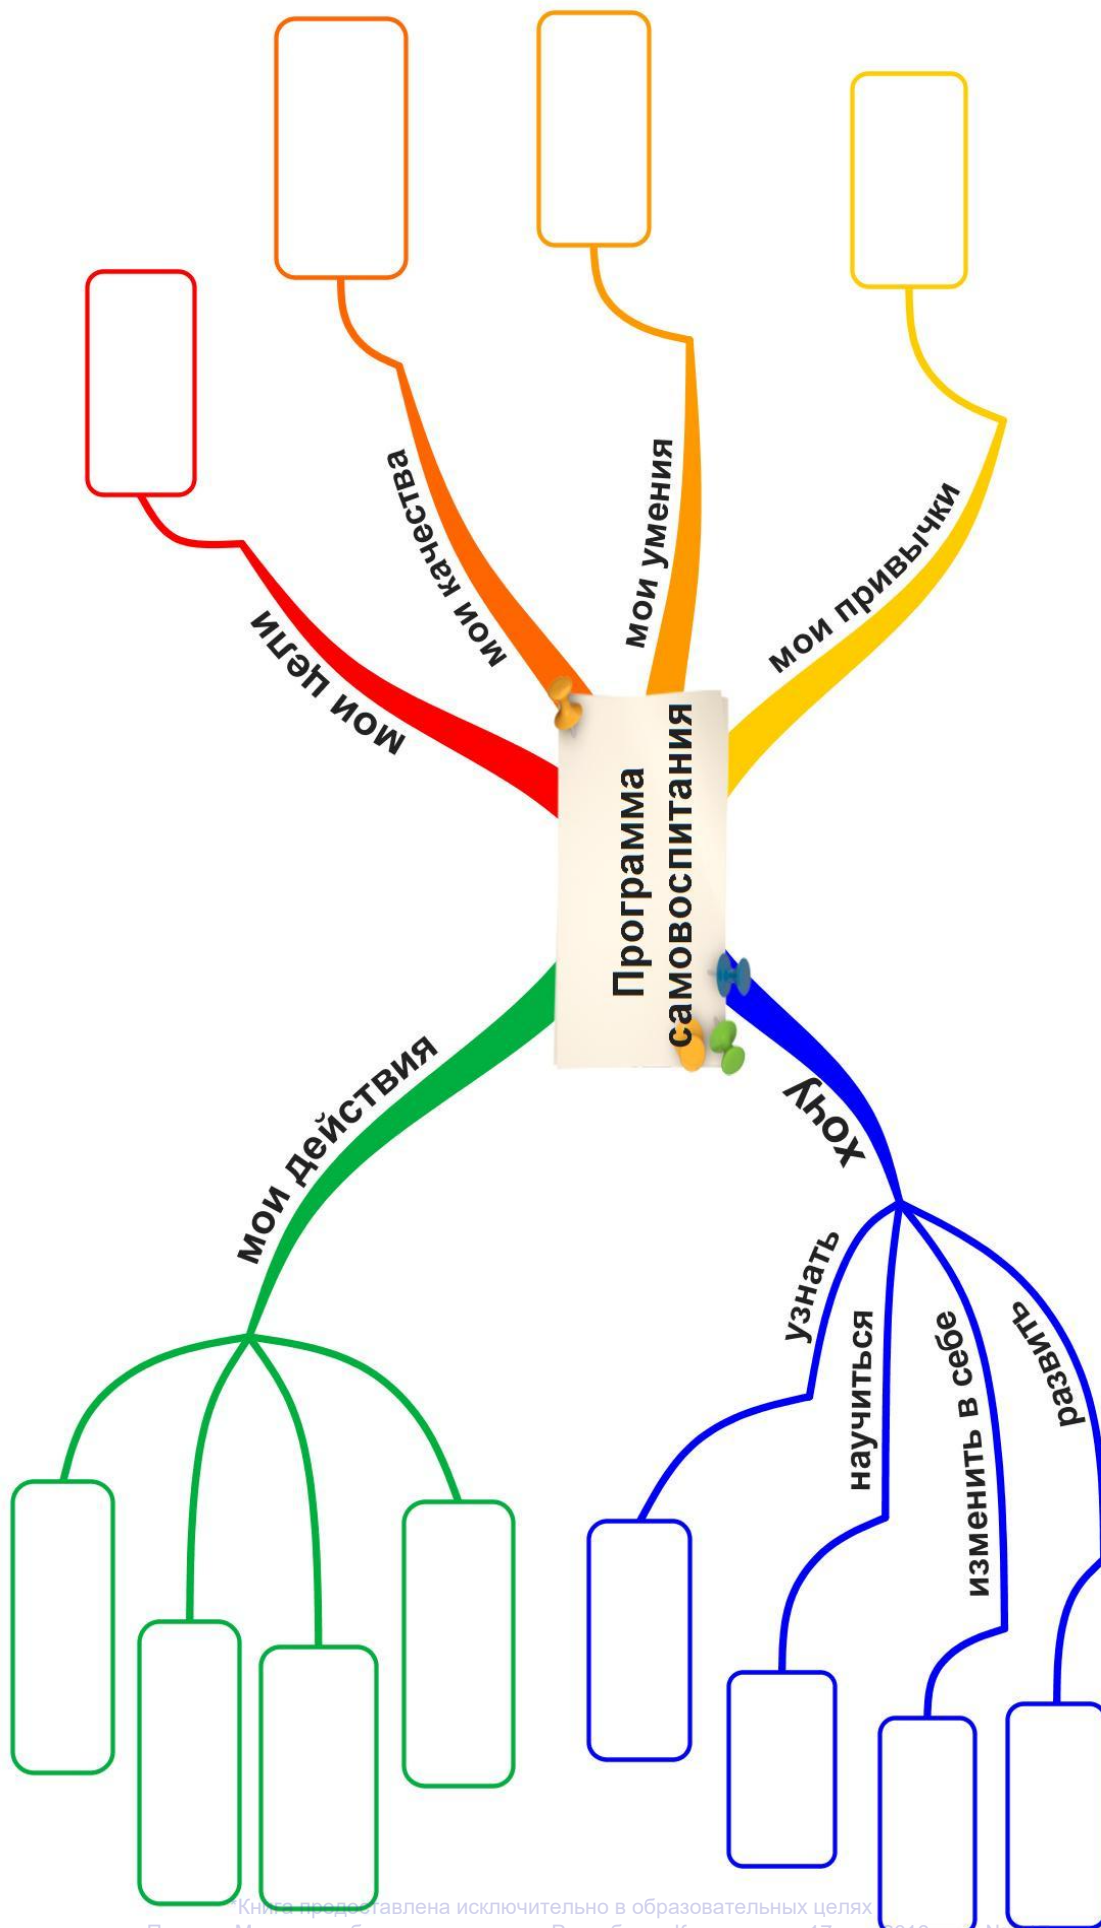 Программа
самовоспитания
мои цели
мои качества
мои умения
мои привычки
хочу
узнать
научиться
изменить в себе
развить
мои действия
*Книга предоставлена исключительно в образовательных целях